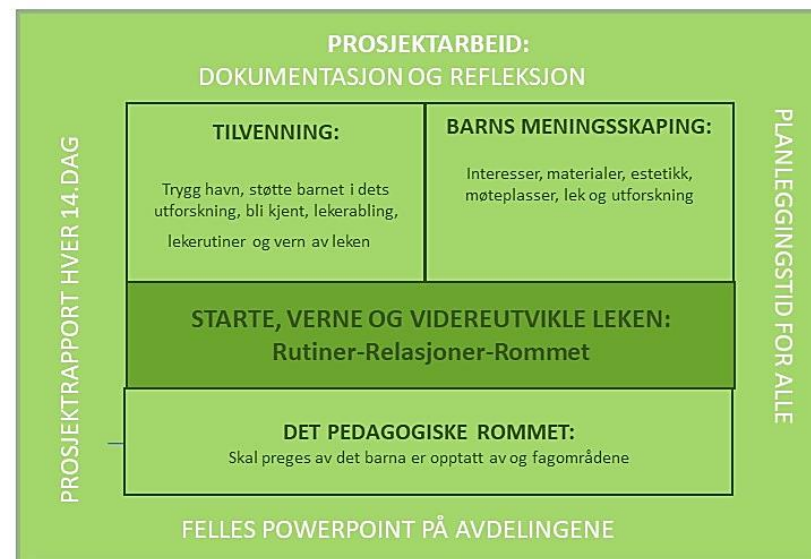 PROSJEKTARBEID:
DOKUMENTASJON OG REFLEKSJON
PROSJEKTRAPPORT HVER 14.DAG
TILVENNING:
Trygg havn, støtte barnet i dets
utforskning, bli kjent, lekerabling,
lekerutiner og vern av leken
BARNS MENINGSSKAPING:
Interesser, materialer, estetikk,
møteplasser, lek og utforskning
PLANLEGGINGSTID FOR ALLE
STARTE, VERNE OG VIDEREUTVIKLE LEKEN:
Rutiner-Relasjoner-Rommet
DET PEDAGOGISKE ROMMET:
Skal preges av det barna er opptatt av og fagområdene
FELLES POWERPOINT PÅ AVDELINGENE